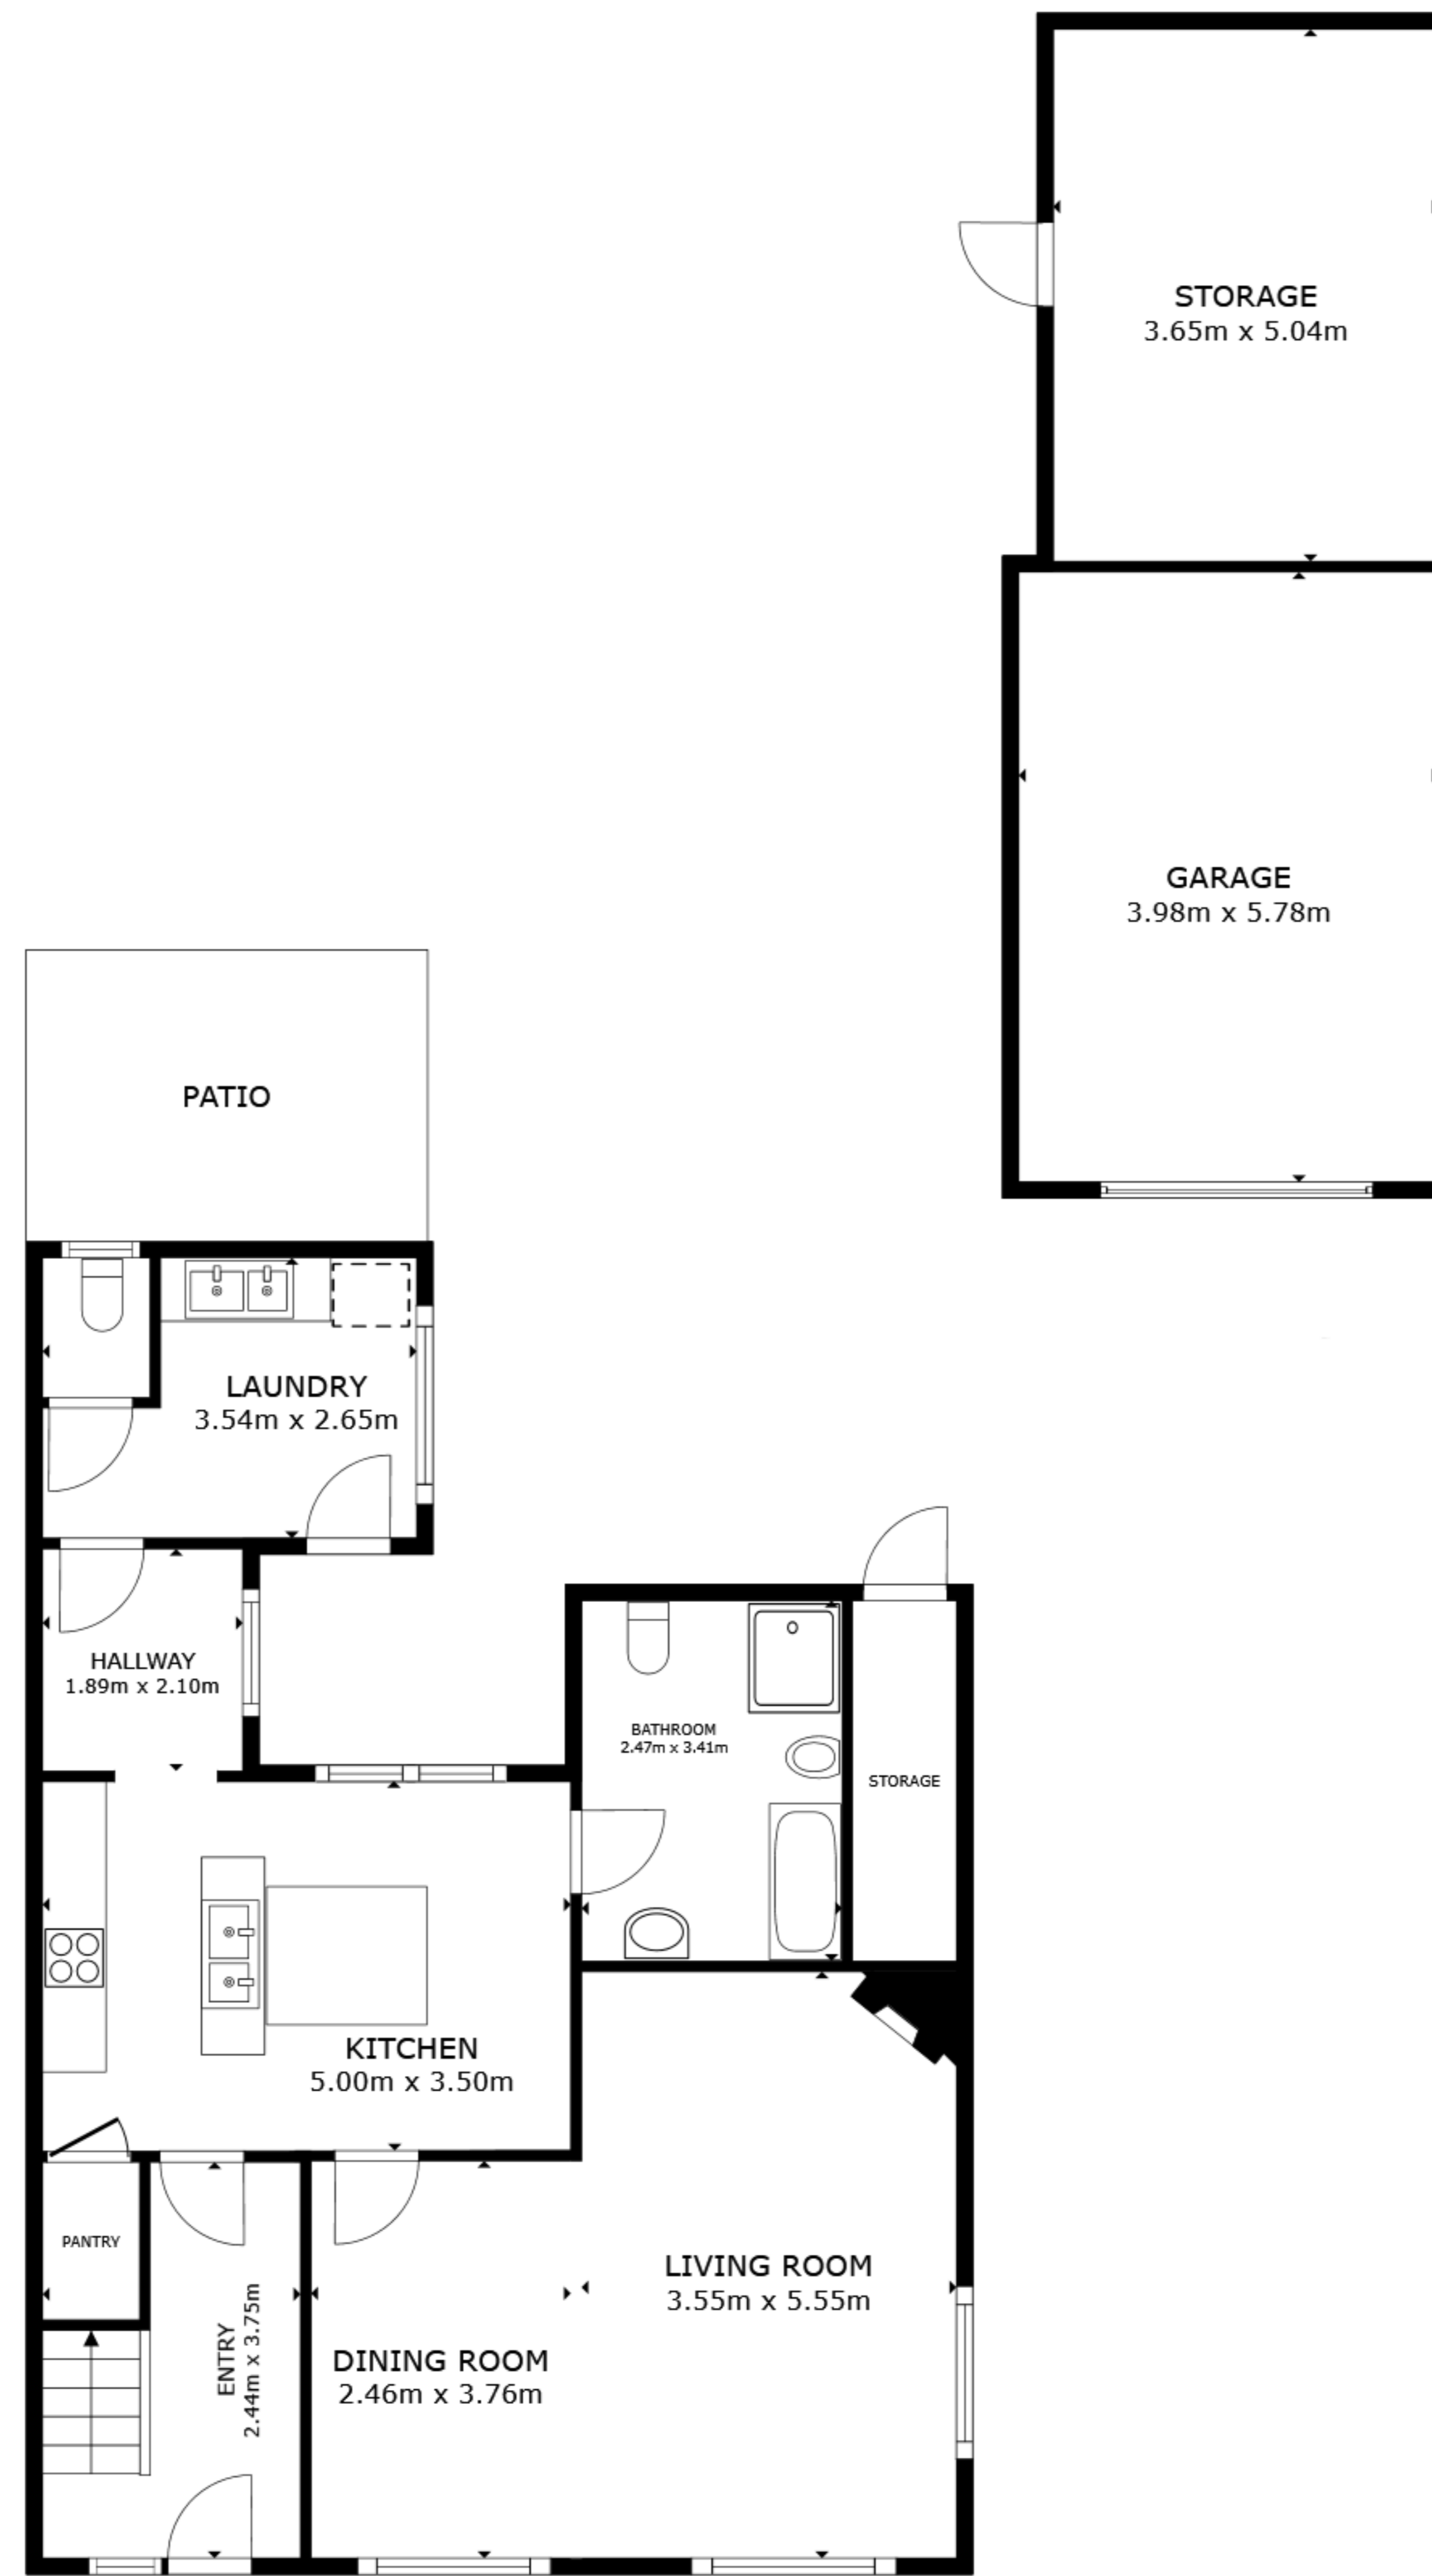 STORAGE
3.65m x 5.04m
GARAGE
3.98m x 5.78m
PATIO
LAUNDRY
3.54m x 2.65m
HALLWAY
1.89m x 2.10m
BATHROOM
2.47m x 3.41m
STORAGE
KITCHEN
5.00m x 3.50m
PANTRY
ENTRY
2.44m x 3.75m
LIVING ROOM
3.55m x 5.55m
DINING ROOM
2.46m x 3.76m